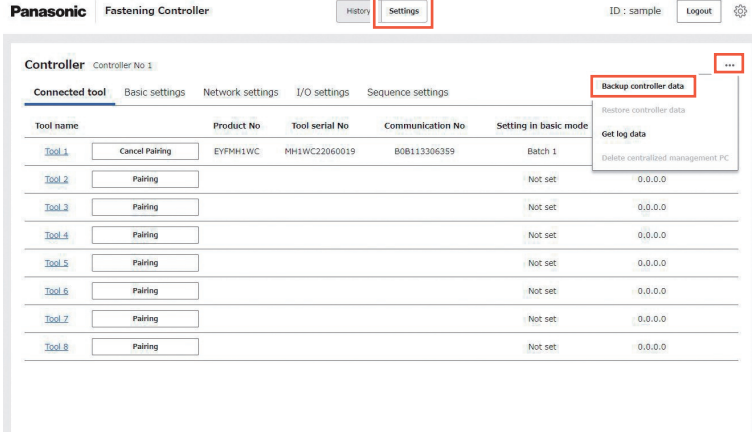 Panasonic Fastening Controller History Settings ID : sample Logout
Controller Controller No 1 ...
Connected tool Basic settings Network settings I/O settings Sequence settings
Backup controller data
Restore controller data
Get log data
Delete centralized management PC
Tool name Product No Tool serial No Communication No Setting in basic mode
Tool 1 Cancel Pairing EYFMH1WC MH1WC22060019 B0B113306359 Batch 1
Tool 2 Pairing Not set 0.0.0.0
Tool 3 Pairing Not set 0.0.0.0
Tool 4 Pairing Not set 0.0.0.0
Tool 5 Pairing Not set 0.0.0.0
Tool 6 Pairing Not set 0.0.0.0
Tool 7 Pairing Not set 0.0.0.0
Tool 8 Pairing Not set 0.0.0.0